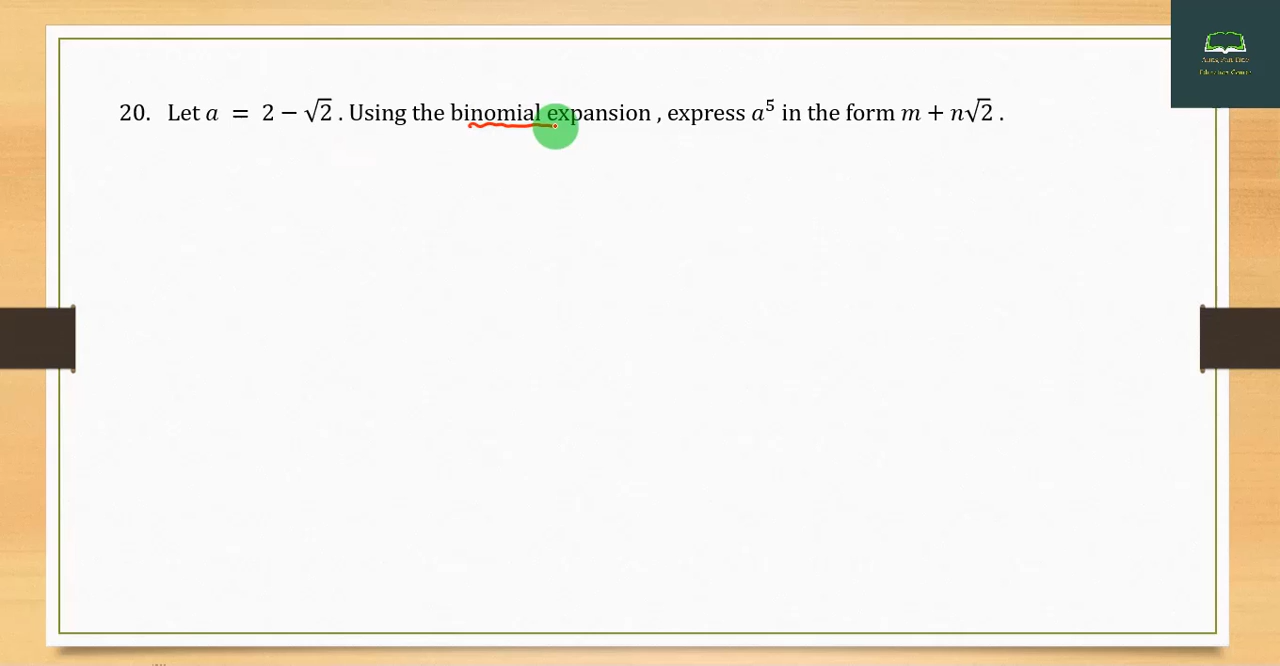 20. Let a = 2 − √2 . Using the binomial expansion , express a⁵ in the form m + n√2 .